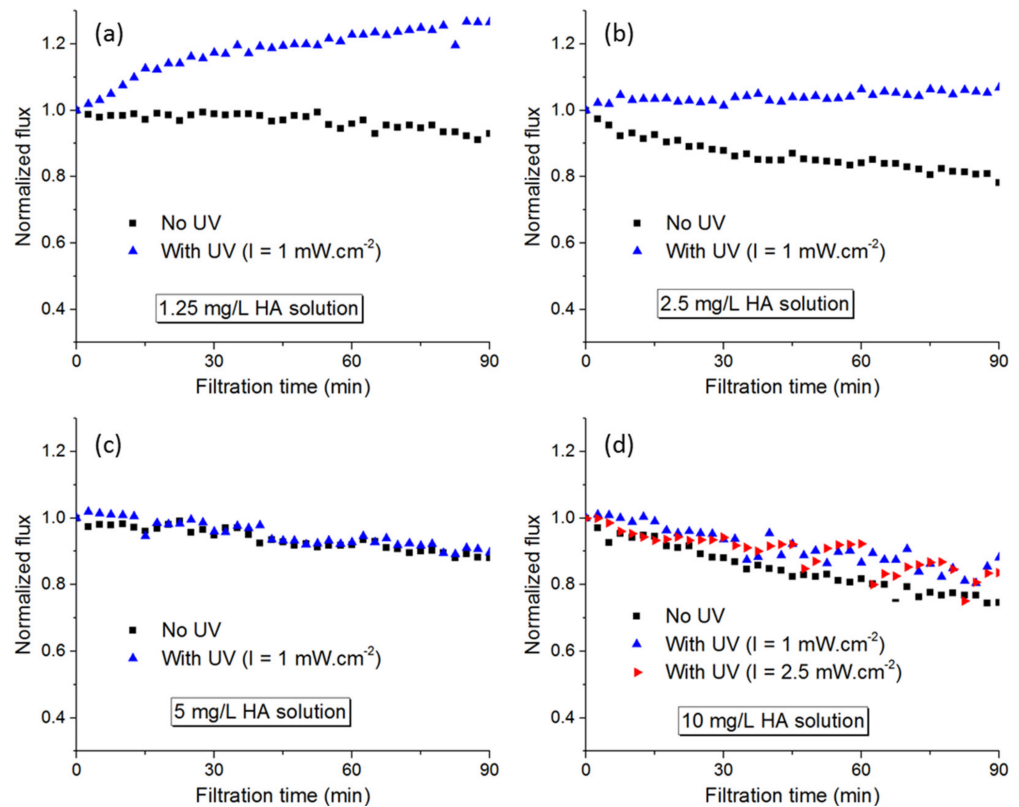 (a)
Normalized flux
1.2
1.0
0.8
0.6
0.4
No UV
With UV (I = 1 mW.cm-2)
1.25 mg/L HA solution
0
30
60
90
Filtration time (min)
(b)
Normalized flux
1.2
1.0
0.8
0.6
0.4
No UV
With UV (I = 1 mW.cm-2)
2.5 mg/L HA solution
0
30
60
90
Filtration time (min)
(c)
Normalized flux
1.2
1.0
0.8
0.6
0.4
No UV
With UV (I = 1 mW.cm-2)
5 mg/L HA solution
0
30
60
90
Filtration time (min)
(d)
Normalized flux
1.2
1.0
0.8
0.6
0.4
No UV
With UV (I = 1 mW.cm-2)
With UV (I = 2.5 mW.cm-2)
10 mg/L HA solution
0
30
60
90
Filtration time (min)